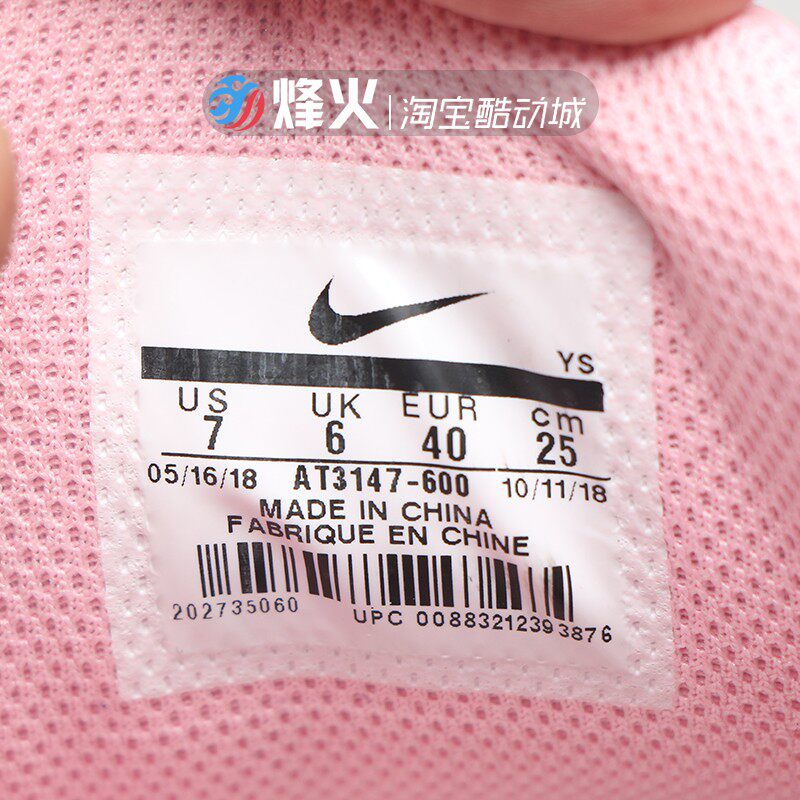 烽火 | 淘宝酷动城
YS
US UK EUR cm
7 6 40 25
05/16/18 AT3147-600 10/11/18
MADE IN CHINA
FABRIQUE EN CHINE
202735060 UPC 00883212393876